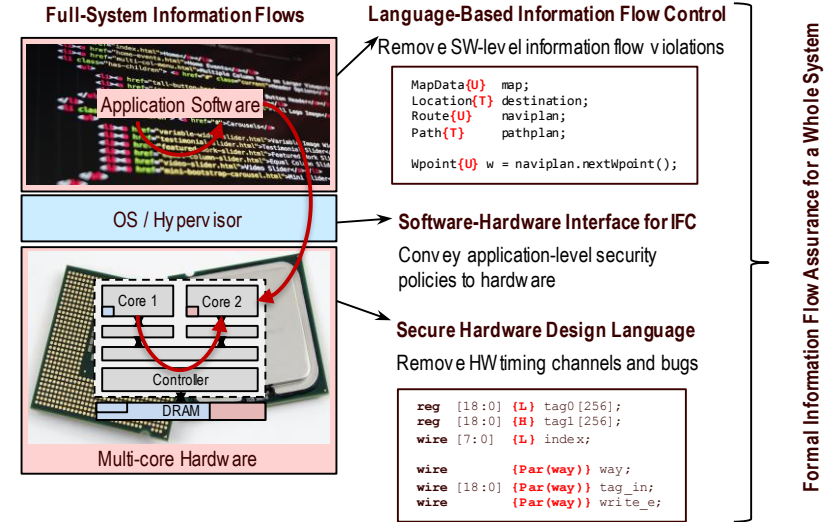 Full-System Information Flows
Application Software
OS / Hypervisor
Core 1
Core 2
Controller
DRAM
Multi-core Hardware
Language-Based Information Flow Control
Remove SW-level information flow violations
MapData{U} map;
Location{T} destination;
Route{U} naviplan;
Path{T} pathplan;
Wpoint{U} w = naviplan.nextWpoint();
Software-Hardware Interface for IFC
Convey application-level security
policies to hardware
Secure Hardware Design Language
Remove HW timing channels and bugs
reg [18:0] {L} tag0[256];
reg [18:0] {H} tag1[256];
wire [7:0] {L} index;
wire {Par(way)} way;
wire [18:0] {Par(way)} tag_in;
wire {Par(way)} write_e;
Formal Information Flow Assurance for a Whole System